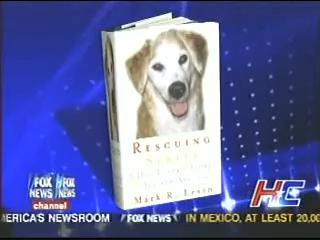 RESCUING
MARK R. LEVIN
FOX
NEWS
channel
FOX
NEWS
HC
ERICA'S NEWSROOM
FOX NEWS
IN MEXICO, AT LEAST 20,00